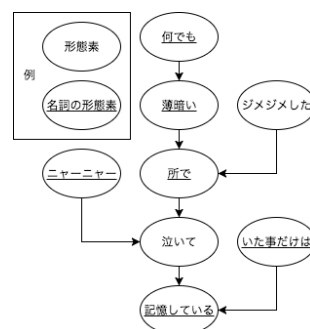 形態素
例
名詞の形態素
何でも
薄暗い
ジメジメした
ニャーニャー
所で
泣いて
いた事だけは
記憶している